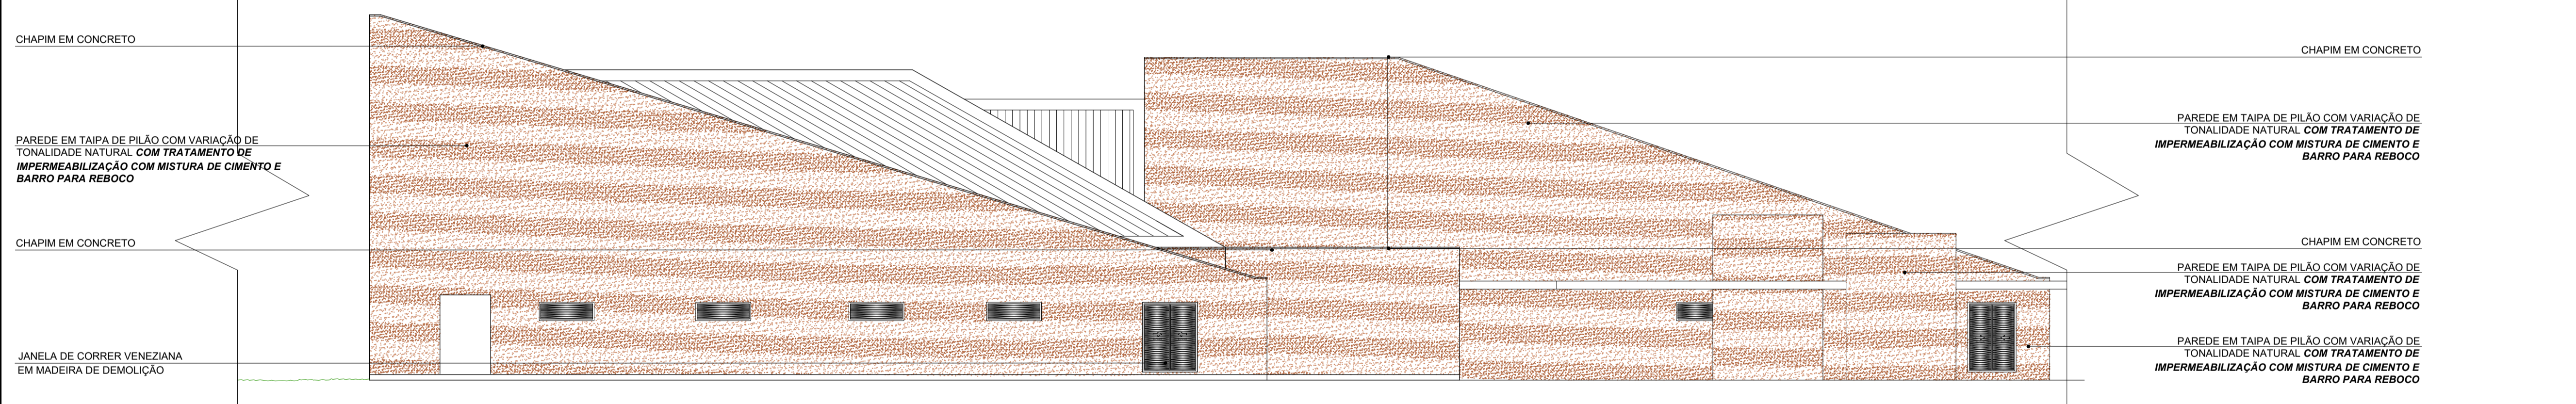 CHAPIM EM CONCRETO
PAREDE EM TAIPA DE PILÃO COM VARIAÇÃO DE
TONALIDADE NATURAL COM TRATAMENTO DE
IMPERMEABILIZAÇÃO COM MISTURA DE CIMENTO E
BARRO PARA REBOCO
CHAPIM EM CONCRETO
JANELA DE CORRER VENEZIANA
EM MADEIRA DE DEMOLIÇÃO
CHAPIM EM CONCRETO
PAREDE EM TAIPA DE PILÃO COM VARIAÇÃO DE
TONALIDADE NATURAL COM TRATAMENTO DE
IMPERMEABILIZAÇÃO COM MISTURA DE CIMENTO E
BARRO PARA REBOCO
CHAPIM EM CONCRETO
PAREDE EM TAIPA DE PILÃO COM VARIAÇÃO DE
TONALIDADE NATURAL COM TRATAMENTO DE
IMPERMEABILIZAÇÃO COM MISTURA DE CIMENTO E
BARRO PARA REBOCO
PAREDE EM TAIPA DE PILÃO COM VARIAÇÃO DE
TONALIDADE NATURAL COM TRATAMENTO DE
IMPERMEABILIZAÇÃO COM MISTURA DE CIMENTO E
BARRO PARA REBOCO